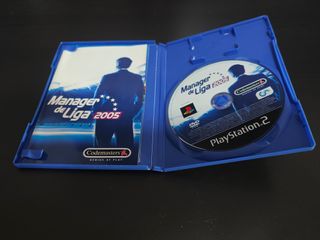 Manager
de Liga
2005
Codemasters
GENIUS AT PLAY
Manager
de Liga 2005
DVD
PlayStation 2